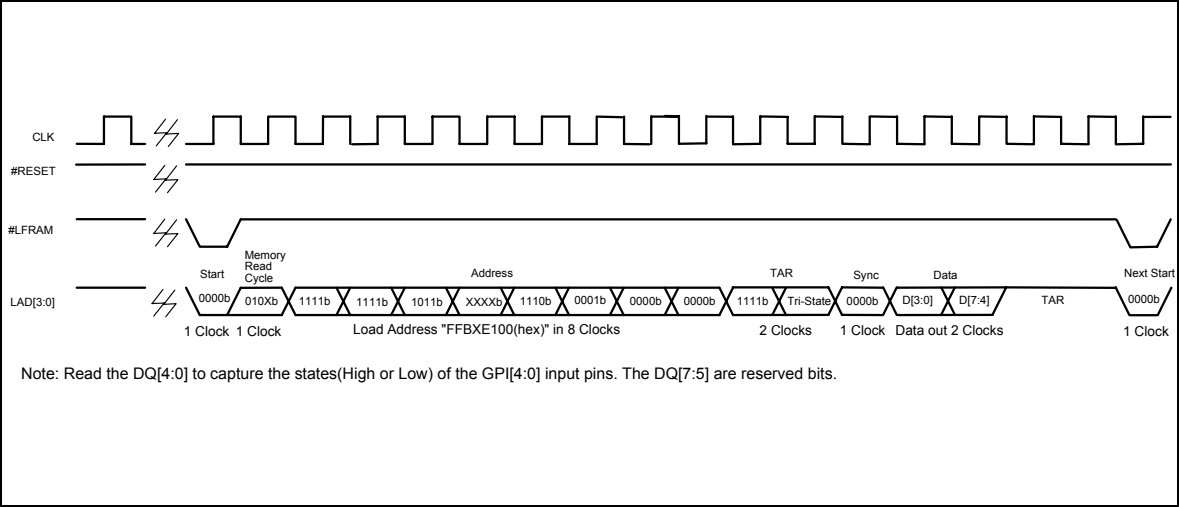 CLK
#RESET
#LFRAM
Memory
Read
Cycle
Start Address TAR Sync Data Next Start
LAD[3:0] 0000b 010Xb 1111b 1111b 1011b XXXXb 1110b 0001b 0000b 0000b 1111b Tri-State 0000b D[3:0] D[7:4] TAR 0000b
1 Clock 1 Clock Load Address "FFBXE100(hex)" in 8 Clocks 2 Clocks 1 Clock Data out 2 Clocks 1 Clock
Note: Read the DQ[4:0] to capture the states(High or Low) of the GPI[4:0] input pins. The DQ[7:5] are reserved bits.